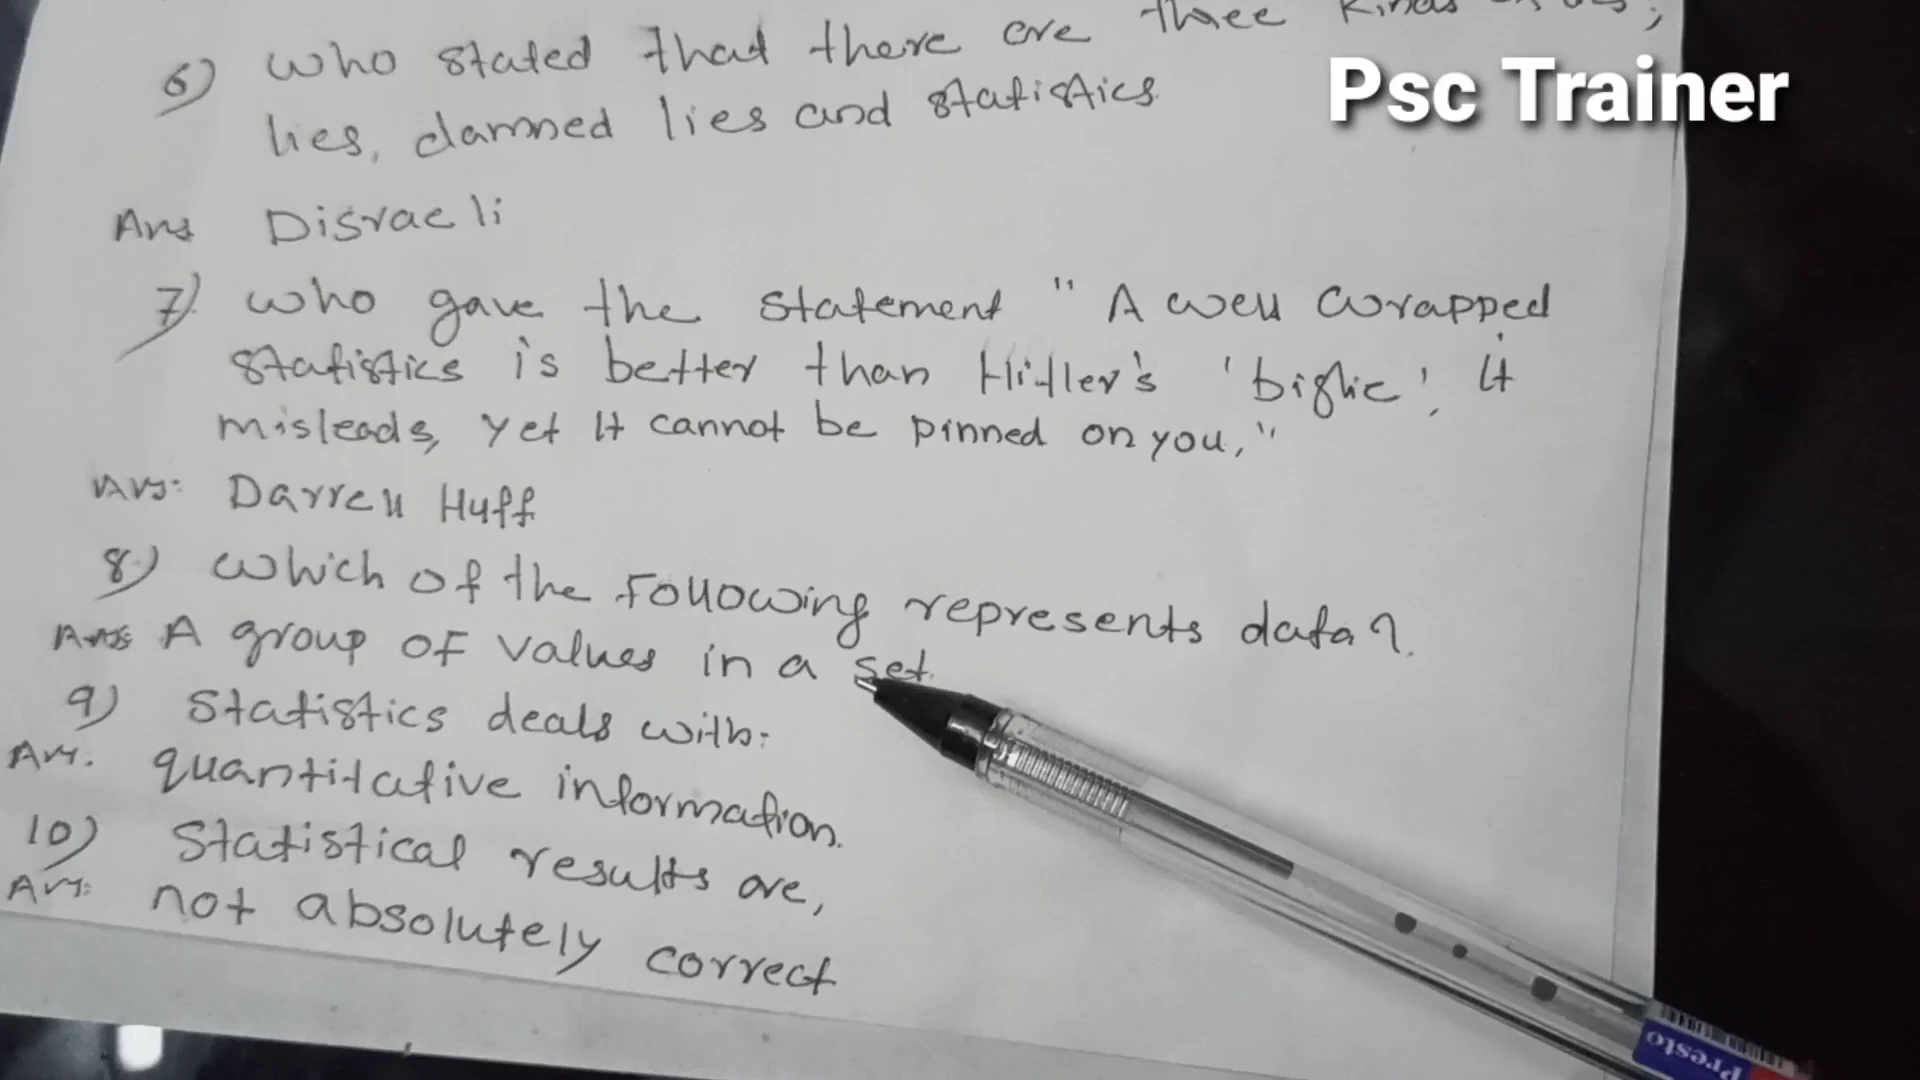 6) who stated that there are three kinds
lies, damned lies and statistics.
Psc Trainer
Ans Disraeli
7) who gave the statement " A well wrapped
statistics is better than Hitler's 'biglie'. It
misleads, yet it cannot be pinned on you,"
Ans: Darrell Huff
8) which of the Following represents data?
Ans A group of values in a set.
9) Statistics deals with:
Ans. quantitative information.
10) Statistical results are,
Ans: not absolutely correct
Presto